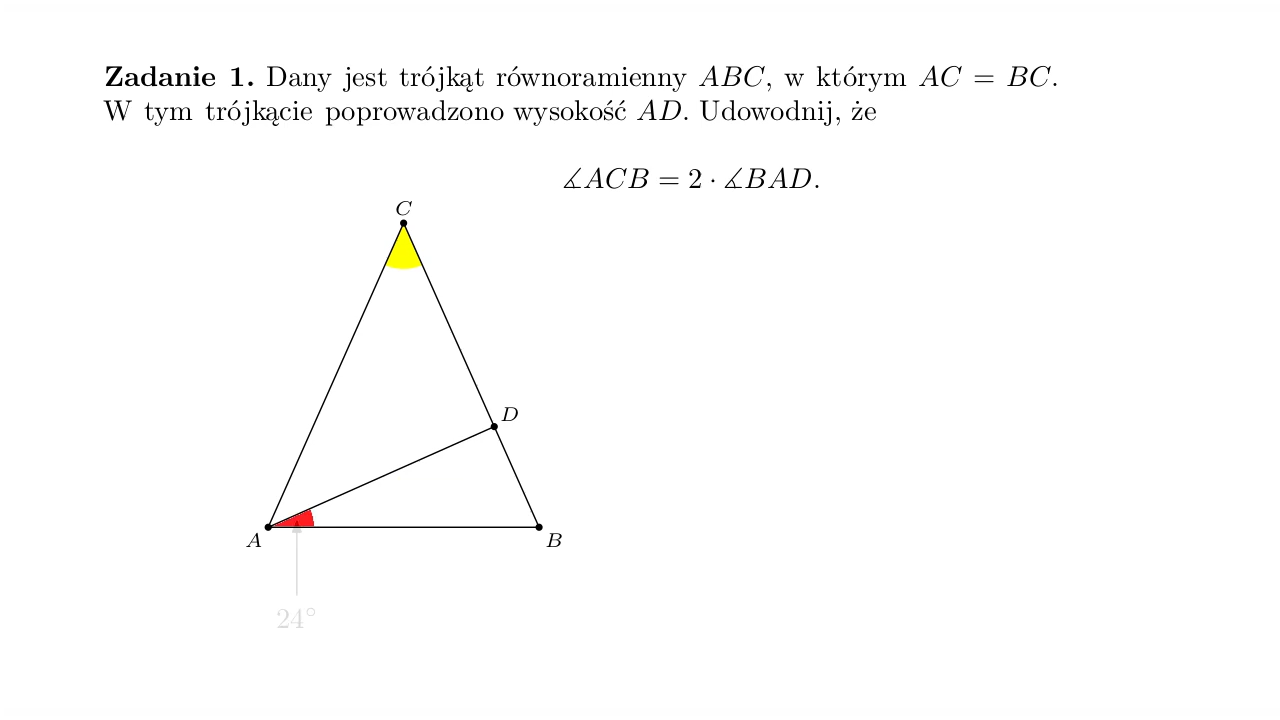 Zadanie 1. Dany jest trójkąt równoramienny ABC, w którym AC = BC.
W tym trójkącie poprowadzono wysokość AD. Udowodnij, że
∡ACB = 2 · ∡BAD.
C
D
A
B
24°